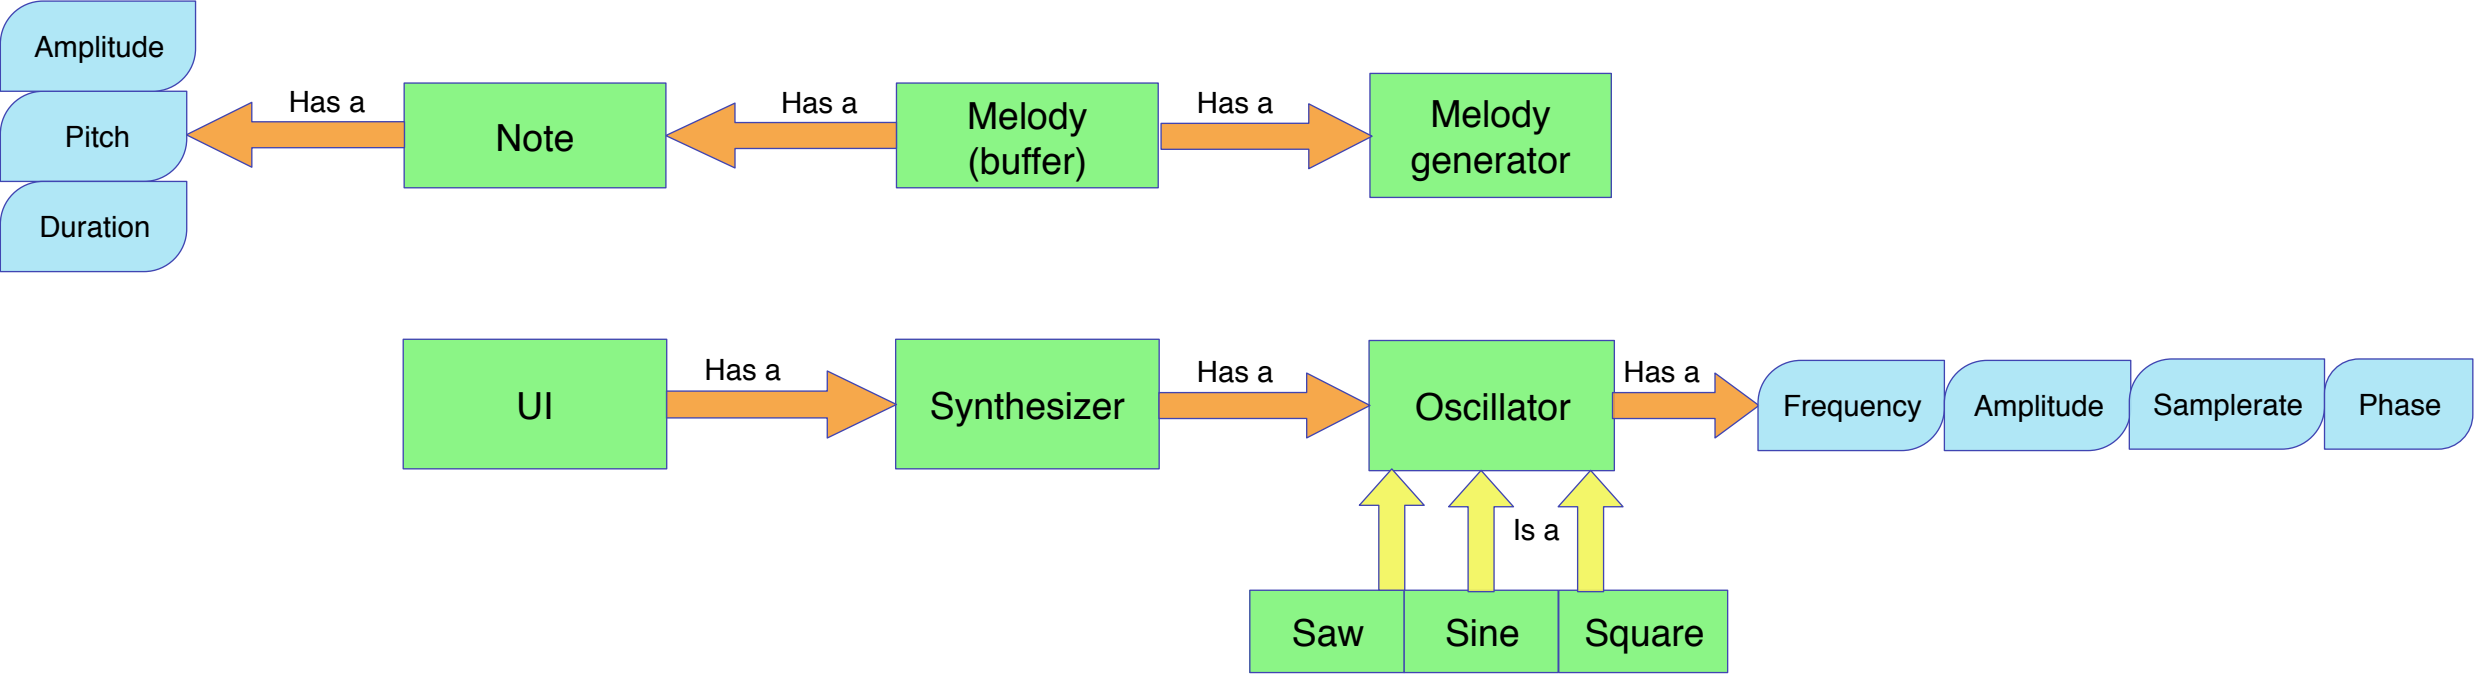 Amplitude
Pitch
Duration
Has a
Note
Has a
Melody
(buffer)
Has a
Melody
generator
UI
Has a
Synthesizer
Has a
Oscillator
Has a
Frequency
Amplitude
Samplerate
Phase
Is a
Saw
Sine
Square